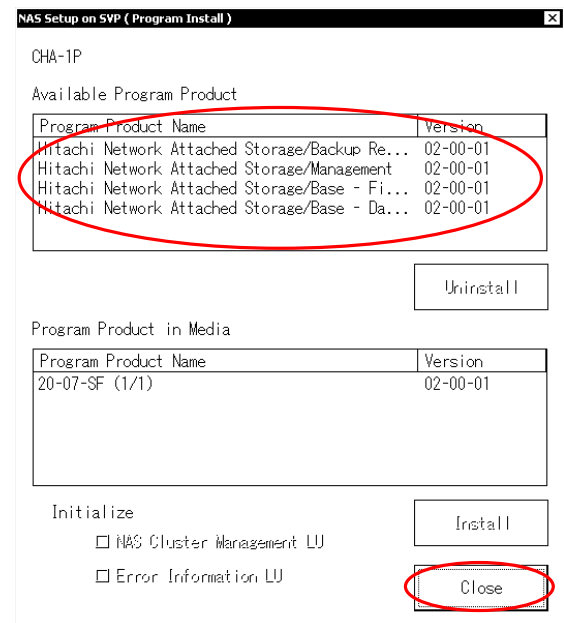 NAS Setup on SVP ( Program Install )
CHA-1P
Available Program Product
Program Product Name Version
Hitachi Network Attached Storage/Backup Re... 02-00-01
Hitachi Network Attached Storage/Management 02-00-01
Hitachi Network Attached Storage/Base - Fi... 02-00-01
Hitachi Network Attached Storage/Base - Da... 02-00-01
Uninstall
Program Product in Media
Program Product Name Version
20-07-SF (1/1) 02-00-01
Initialize
Install
NAS Cluster Management LU
Error Information LU
Close